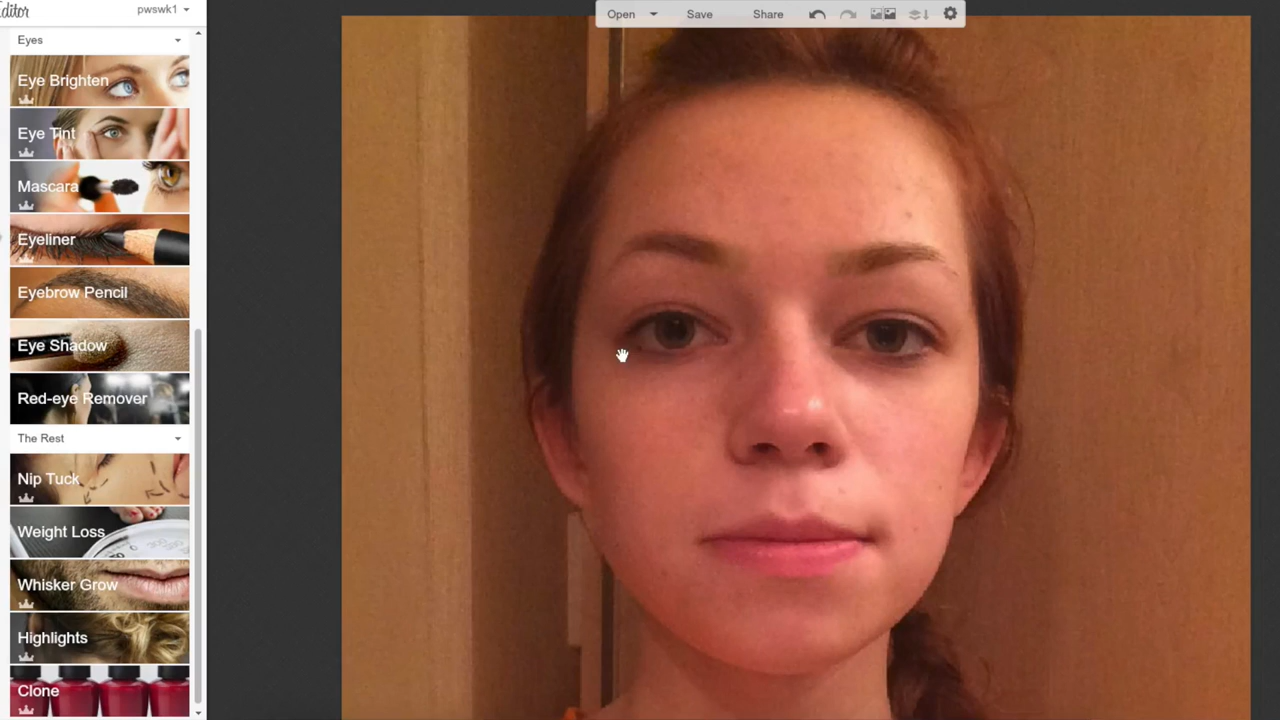 ditor
pwswk1
Open
Save
Share
Eyes
Eye Brighten
Eye Tint
Mascara
Eyeliner
Eyebrow Pencil
Eye Shadow
Red-eye Remover
The Rest
Nip Tuck
Weight Loss
Whisker Grow
Highlights
Clone